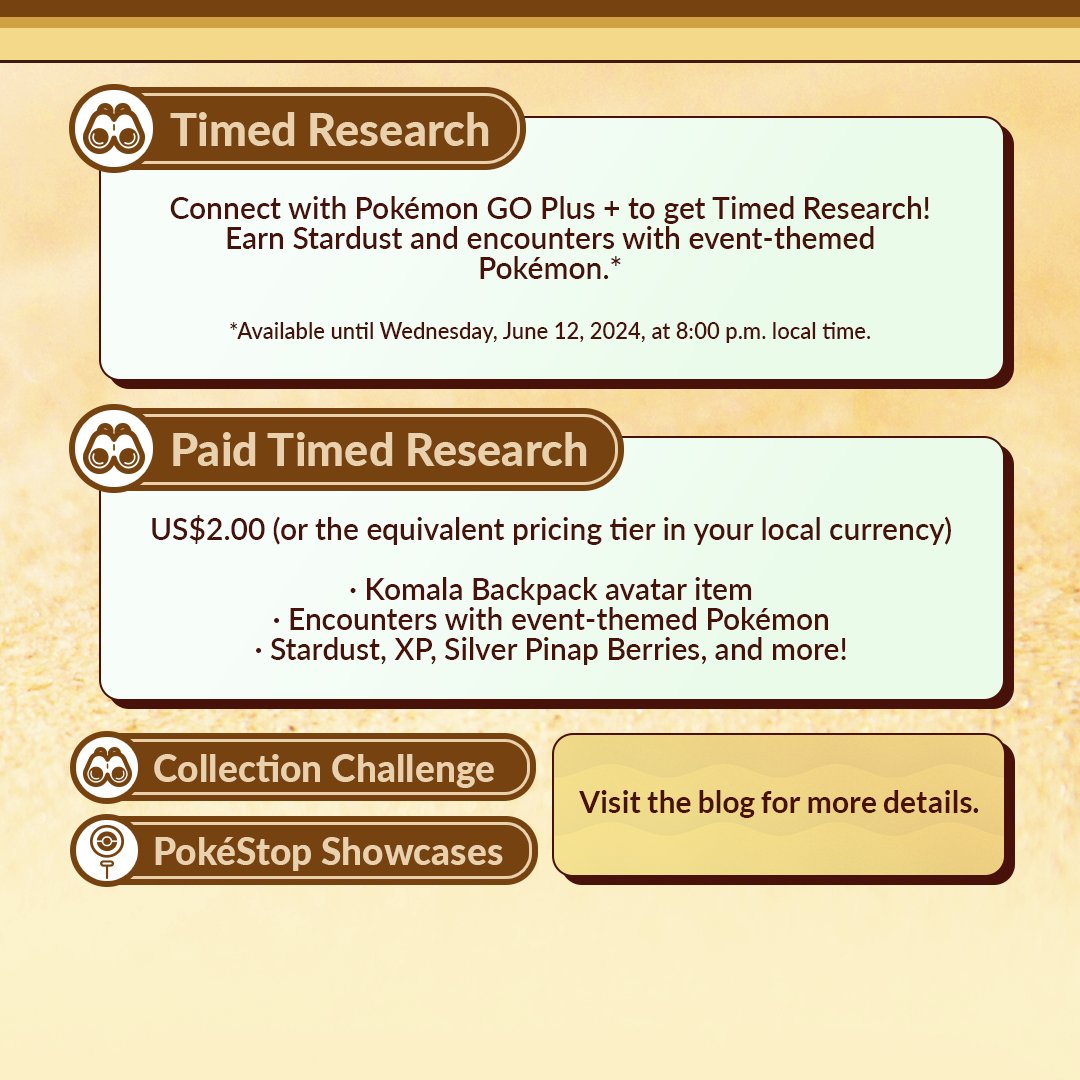 Timed Research
Connect with Pokémon GO Plus + to get Timed Research!
Earn Stardust and encounters with event-themed
Pokémon.*
*Available until Wednesday, June 12, 2024, at 8:00 p.m. local time.
Paid Timed Research
US$2.00 (or the equivalent pricing tier in your local currency)
· Komala Backpack avatar item
· Encounters with event-themed Pokémon
· Stardust, XP, Silver Pinap Berries, and more!
Collection Challenge
PokéStop Showcases
Visit the blog for more details.